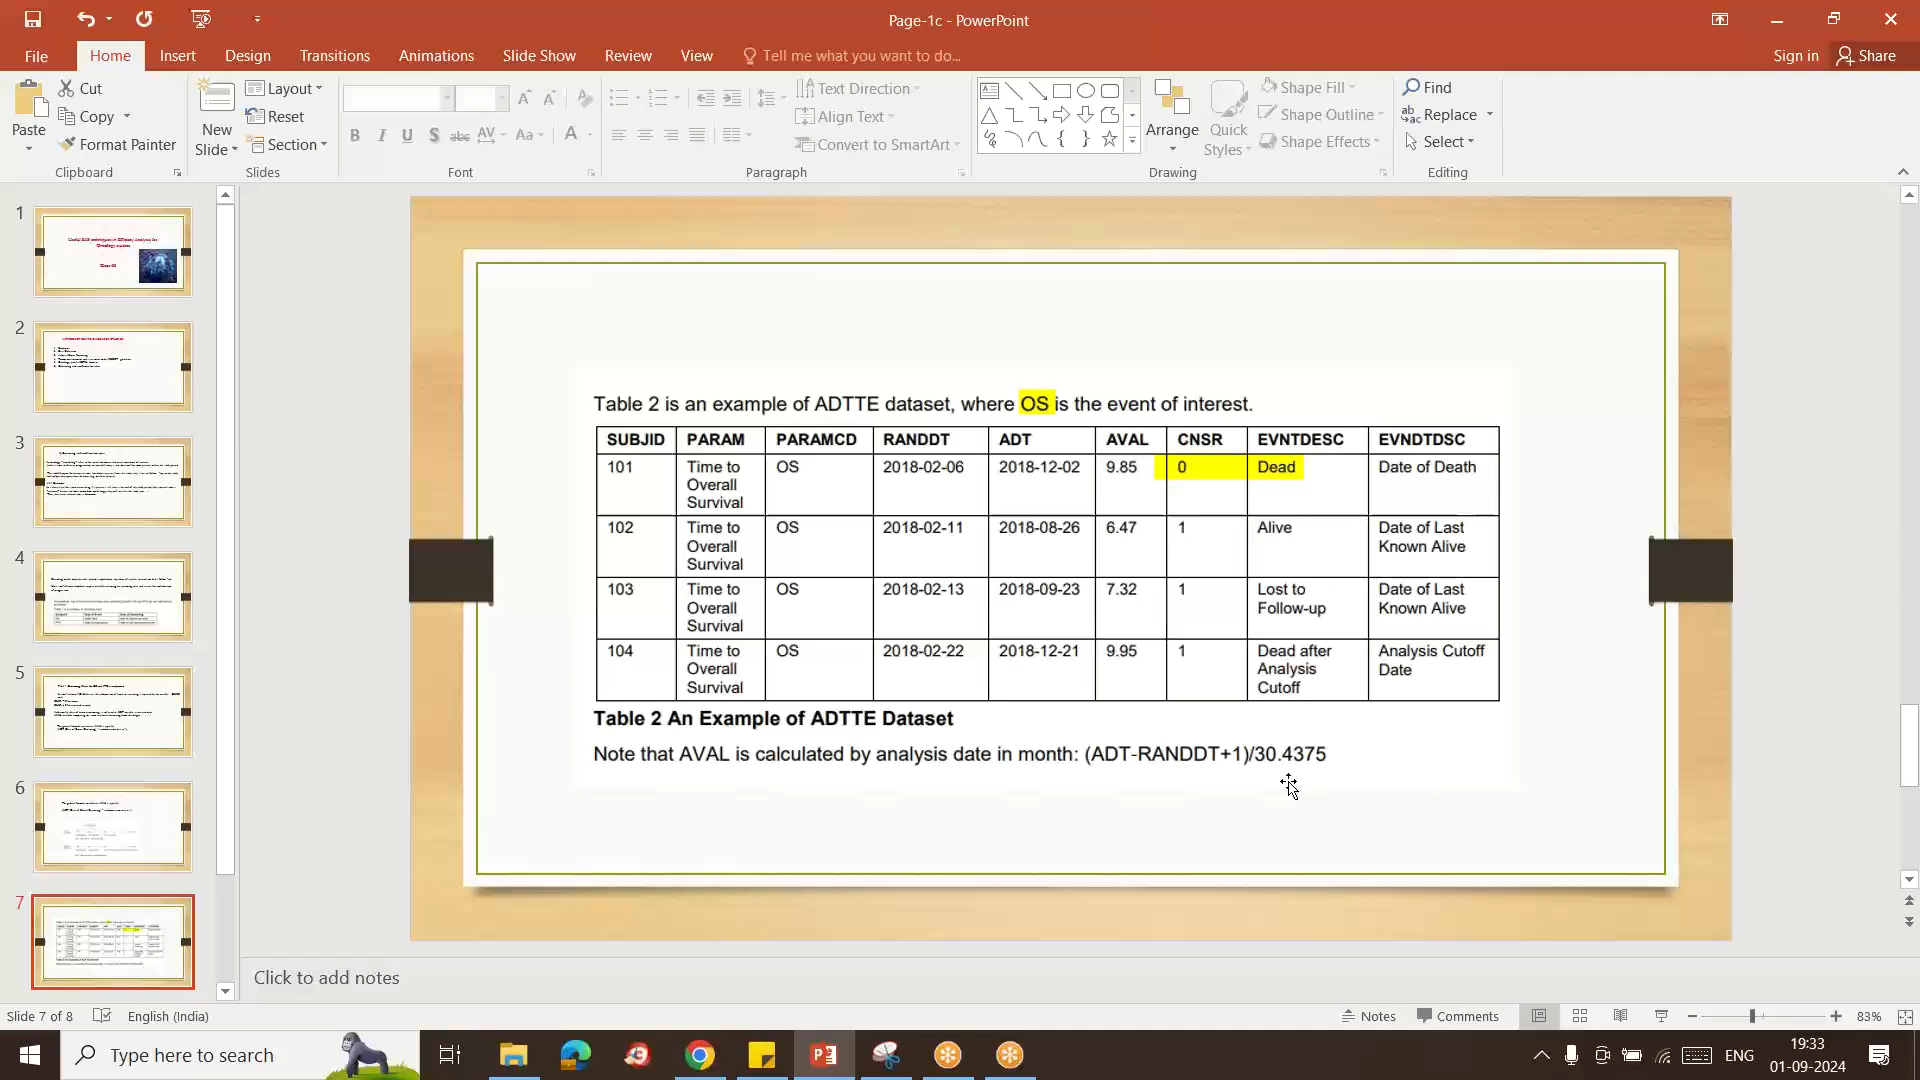 Page-1c - PowerPoint
File Home Insert Design Transitions Animations Slide Show Review View Tell me what you want to do... Sign in Share
Paste Cut Copy Format Painter
Clipboard
New Slide Layout Reset Section
Slides
Font
Text Direction Align Text Convert to SmartArt
Paragraph
Arrange Quick Styles Shape Fill Shape Outline Shape Effects
Drawing
Find Replace Select
Editing
1
2
3
4
5
6
7
Table 2 is an example of ADTTE dataset, where OS is the event of interest.
SUBJID PARAM PARAMCD RANDDT ADT AVAL CNSR EVNTDESC EVNDTDSC
101 Time to Overall Survival OS 2018-02-06 2018-12-02 9.85 0 Dead Date of Death
102 Time to Overall Survival OS 2018-02-11 2018-08-26 6.47 1 Alive Date of Last Known Alive
103 Time to Overall Survival OS 2018-02-13 2018-09-23 7.32 1 Lost to Follow-up Date of Last Known Alive
104 Time to Overall Survival OS 2018-02-22 2018-12-21 9.95 1 Dead after Analysis Cutoff Analysis Cutoff Date
Table 2 An Example of ADTTE Dataset
Note that AVAL is calculated by analysis date in month: (ADT-RANDDT+1)/30.4375
Click to add notes
Slide 7 of 8 English (India) Notes Comments 83%
Type here to search
ENG
19:33
01-09-2024